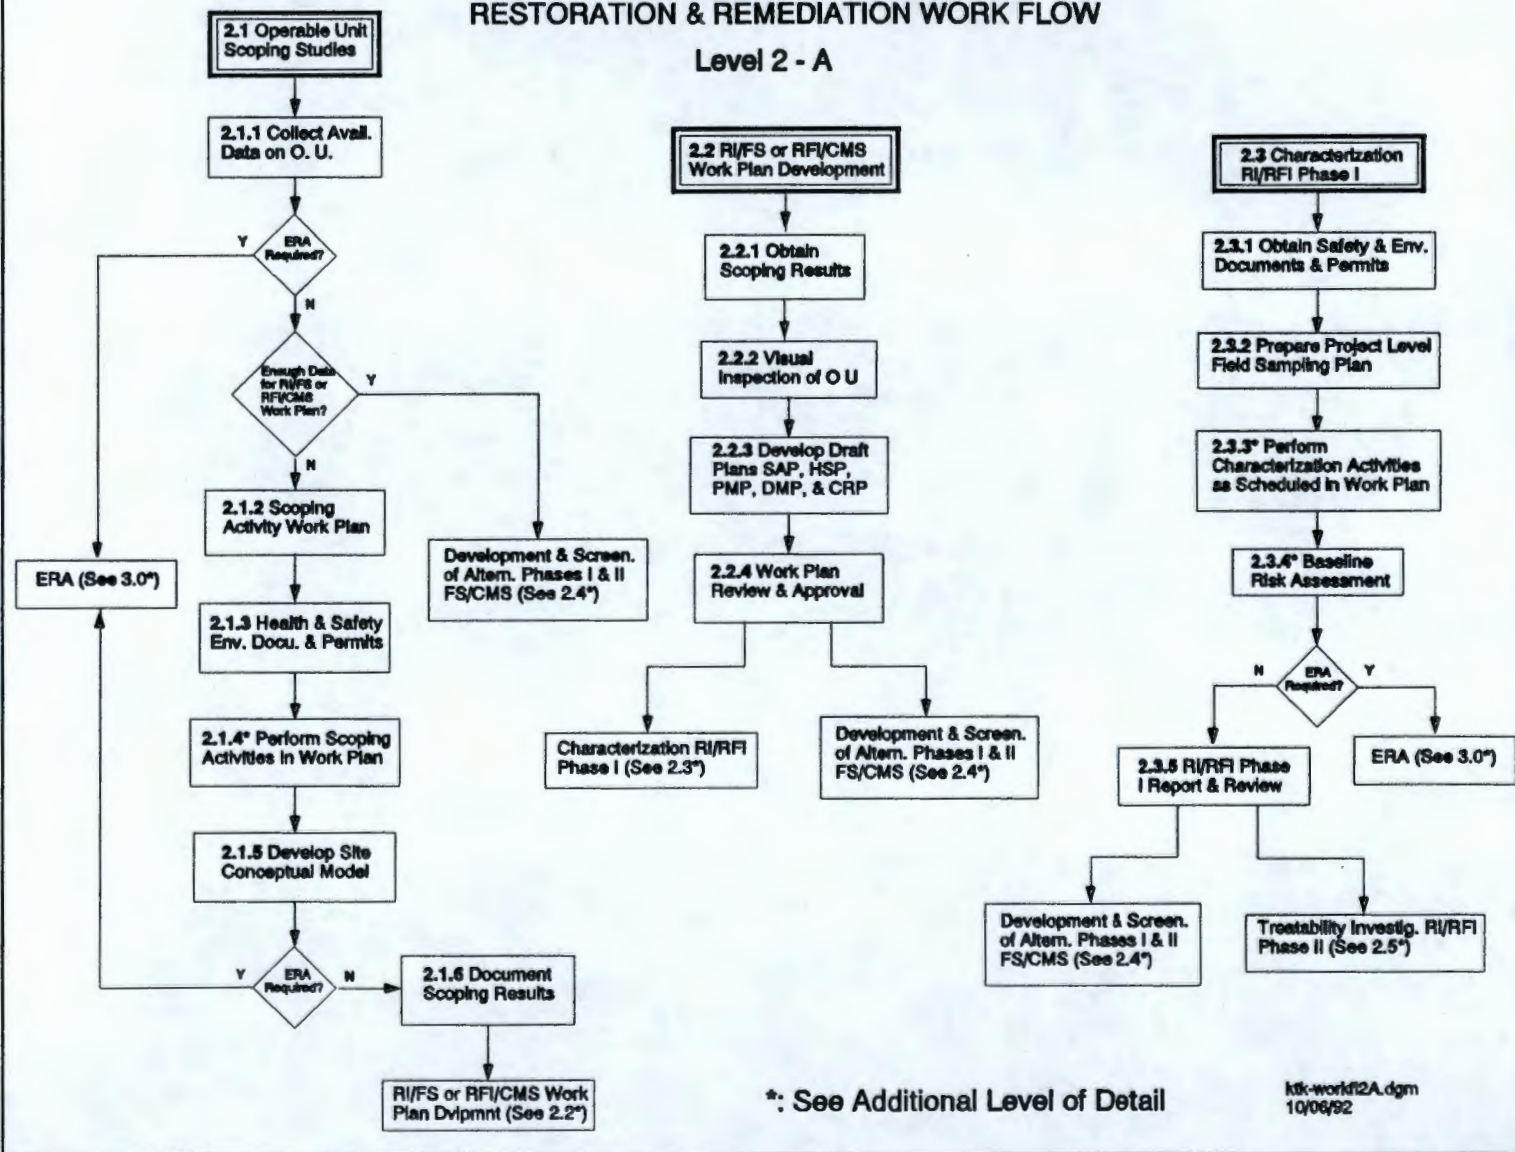 RESTORATION & REMEDIATION WORK FLOW
Level 2 - A
2.1 Operable Unit
Scoping Studies
2.1.1 Collect Avail.
Data on O. U.
ERA
Required?
Y
N
Enough Data
for RI/FS or
RFI/CMS
Work Plan?
Y
N
2.1.2 Scoping
Activity Work Plan
Development & Screen.
of Altern. Phases I & II
FS/CMS (See 2.4*)
ERA (See 3.0*)
2.1.3 Health & Safety
Env. Docu. & Permits
2.1.4* Perform Scoping
Activities in Work Plan
2.1.5 Develop Site
Conceptual Model
ERA
Required?
Y
N
2.1.6 Document
Scoping Results
RI/FS or RFI/CMS Work
Plan Dvlpmnt (See 2.2*)
2.2 RI/FS or RFI/CMS
Work Plan Development
2.2.1 Obtain
Scoping Results
2.2.2 Visual
Inspection of O U
2.2.3 Develop Draft
Plans SAP, HSP,
PMP, DMP, & CRP
2.2.4 Work Plan
Review & Approval
Characterization RI/RFI
Phase I (See 2.3*)
Development & Screen.
of Altern. Phases I & II
FS/CMS (See 2.4*)
2.3 Characterization
RI/RFI Phase I
2.3.1 Obtain Safety & Env.
Documents & Permits
2.3.2 Prepare Project Level
Field Sampling Plan
2.3.3* Perform
Characterization Activities
as Scheduled in Work Plan
2.3.4* Baseline
Risk Assessment
ERA
Required?
N
Y
2.3.5 RI/RFI Phase
I Report & Review
ERA (See 3.0*)
Development & Screen.
of Altern. Phases I & II
FS/CMS (See 2.4*)
Treatability Investig. RI/RFI
Phase II (See 2.5*)
*: See Additional Level of Detail
ktk-workfl2A.dgm
10/06/92